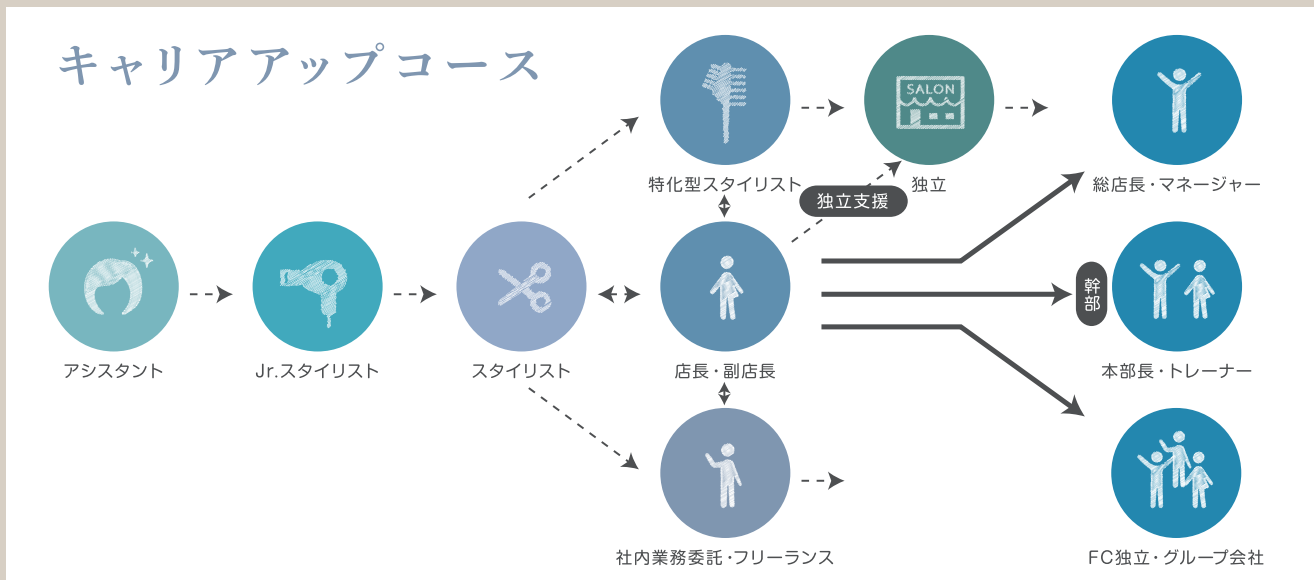 キャリアアップコース
SALON
特化型スタイリスト
独立
総店長・マネージャー
独立支援
アシスタント
Jr.スタイリスト
スタイリスト
店長・副店長
幹部
本部長・トレーナー
社内業務委託・フリーランス
FC独立・グループ会社